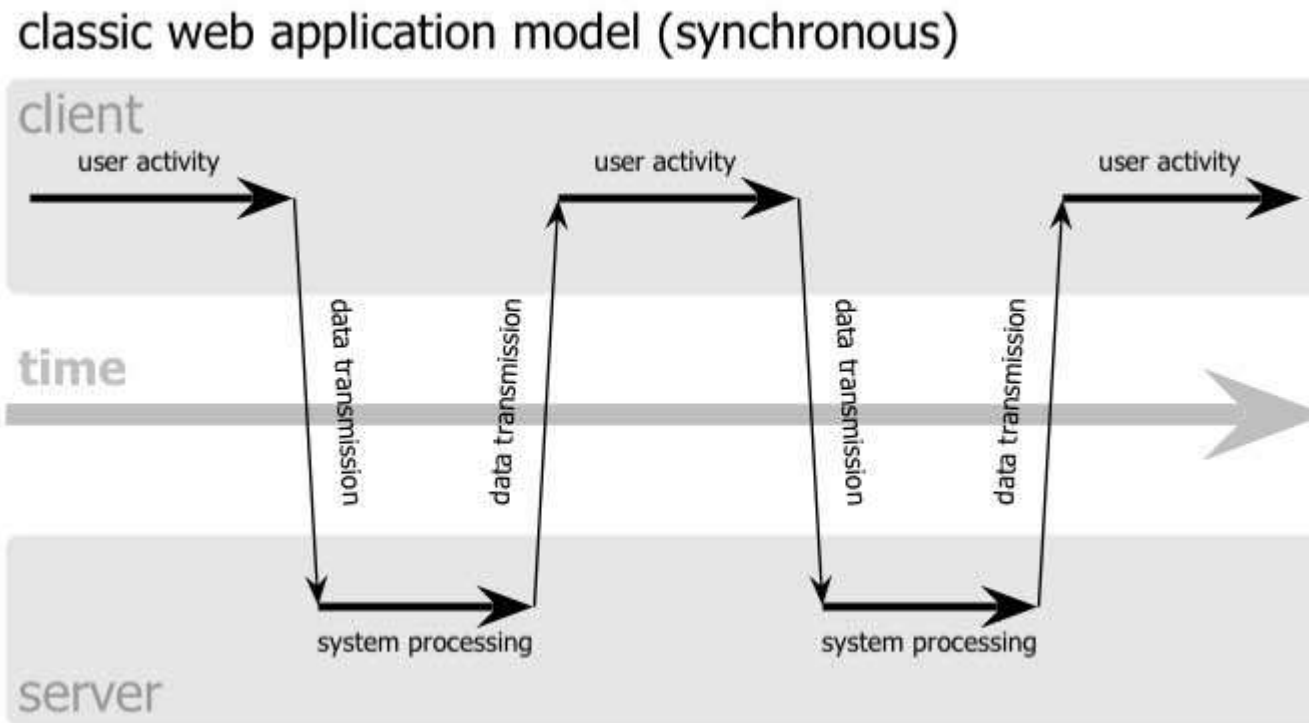 classic web application model (synchronous)
client
user activity
user activity
user activity
data transmission
data transmission
data transmission
data transmission
time
system processing
system processing
server